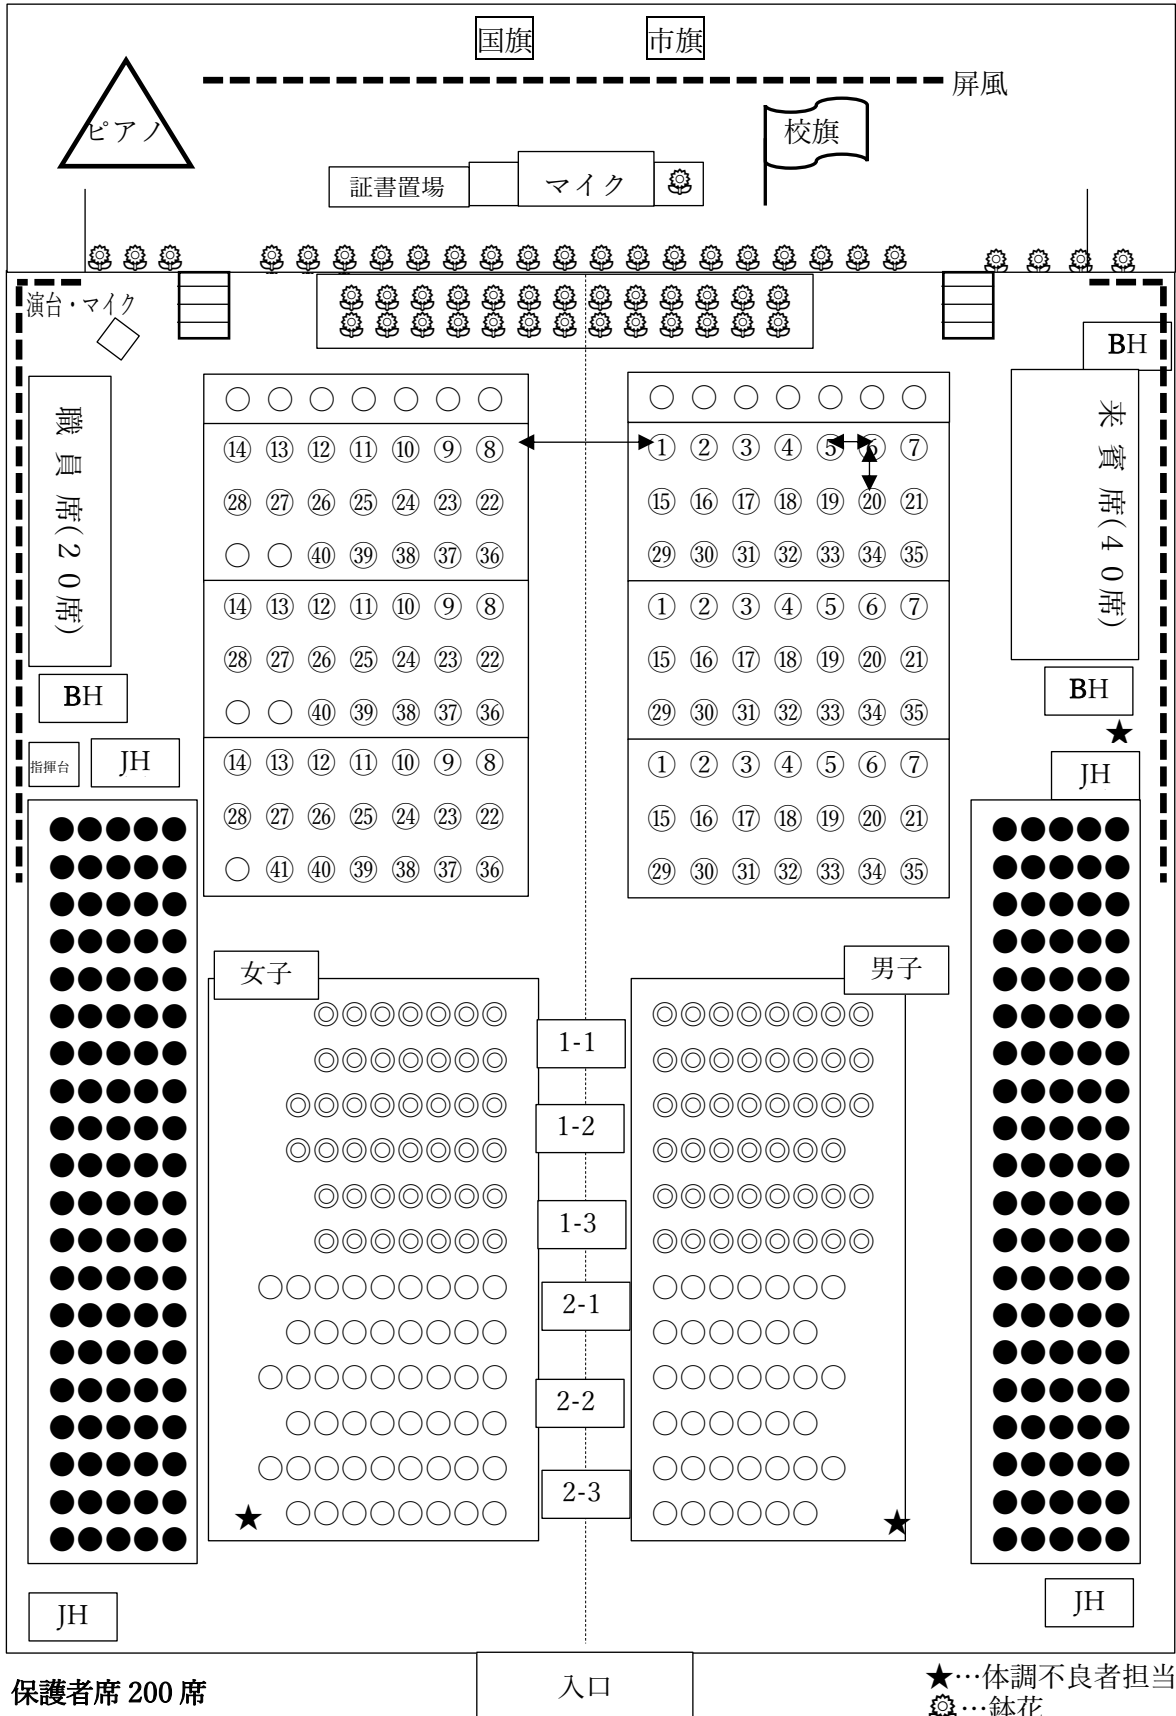 国旗 市旗
屏風
ピアノ
校旗
証書置場 マイク
演台・マイク
BH
職員席(20席)
来賓席(40席)
⑭ ⑬ ⑫ ⑪ ⑩ ⑨ ⑧ ① ② ③ ④ ⑤ ⑥ ⑦
㉘ ㉗ ㉖ ㉕ ㉔ ㉓ ㉒ ⑮ ⑯ ⑰ ⑱ ⑲ ⑳ ㉑
㊵ ㊴ ㊳ ㊲ ㊱ ㉙ ㉚ ㉛ ㉜ ㉝ ㉞ ㉟
⑭ ⑬ ⑫ ⑪ ⑩ ⑨ ⑧ ① ② ③ ④ ⑤ ⑥ ⑦
㉘ ㉗ ㉖ ㉕ ㉔ ㉓ ㉒ ⑮ ⑯ ⑰ ⑱ ⑲ ⑳ ㉑
㊵ ㊴ ㊳ ㊲ ㊱ ㉙ ㉚ ㉛ ㉜ ㉝ ㉞ ㉟
BH BH
★
⑭ ⑬ ⑫ ⑪ ⑩ ⑨ ⑧ ① ② ③ ④ ⑤ ⑥ ⑦
指揮台 JH JH
㉘ ㉗ ㉖ ㉕ ㉔ ㉓ ㉒ ⑮ ⑯ ⑰ ⑱ ⑲ ⑳ ㉑
㊶ ㊵ ㊴ ㊳ ㊲ ㊱ ㉙ ㉚ ㉛ ㉜ ㉝ ㉞ ㉟
女子 男子
1-1
1-2
1-3
2-1
2-2
2-3
★ ★
JH JH
保護者席 200 席
入口
★…体調不良者担当
…鉢花